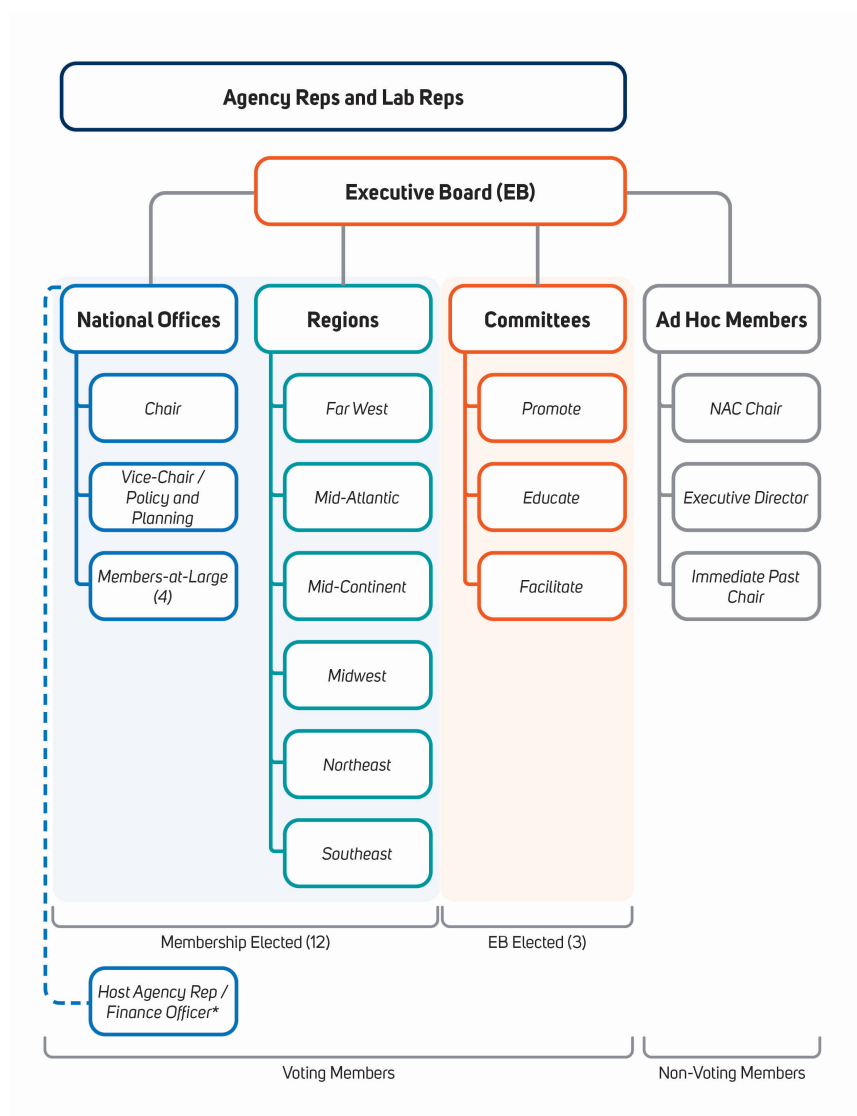 Agency Reps and Lab Reps
Executive Board (EB)
National Offices
Regions
Committees
Ad Hoc Members
Chair
Far West
Promote
NAC Chair
Vice-Chair /
Policy and
Planning
Mid-Atlantic
Educate
Executive Director
Members-at-Large
(4)
Mid-Continent
Facilitate
Immediate Past
Chair
Midwest
Northeast
Southeast
Membership Elected (12)
EB Elected (3)
Host Agency Rep /
Finance Officer*
Voting Members
Non-Voting Members